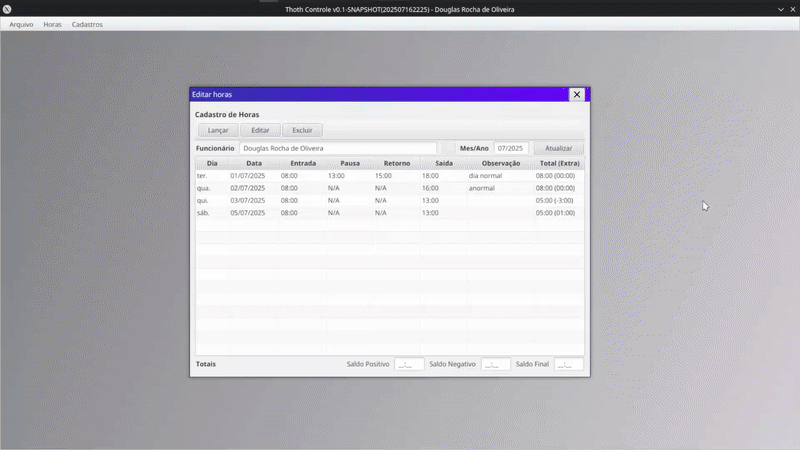 Thoth Controle v0.1-SNAPSHOT(202507162225) - Douglas Rocha de Oliveira
Arquivo Horas Cadastros
Editar horas
Cadastro de Horas
Lançar Editar Excluir
Funcionário Douglas Rocha de Oliveira Mes/Ano 07/2025 Atualizar
Dia Data Entrada Pausa Retorno Saída Observação Total (Extra)
ter. 01/07/2025 08:00 13:00 15:00 18:00 dia normal 08:00 (00:00)
qua. 02/07/2025 08:00 N/A N/A 16:00 anormal 08:00 (00:00)
qui. 03/07/2025 08:00 N/A N/A 13:00 05:00 (-3:00)
sáb. 05/07/2025 08:00 N/A N/A 13:00 05:00 (01:00)
Totais Saldo Positivo __:__ Saldo Negativo __:__ Saldo Final __:__